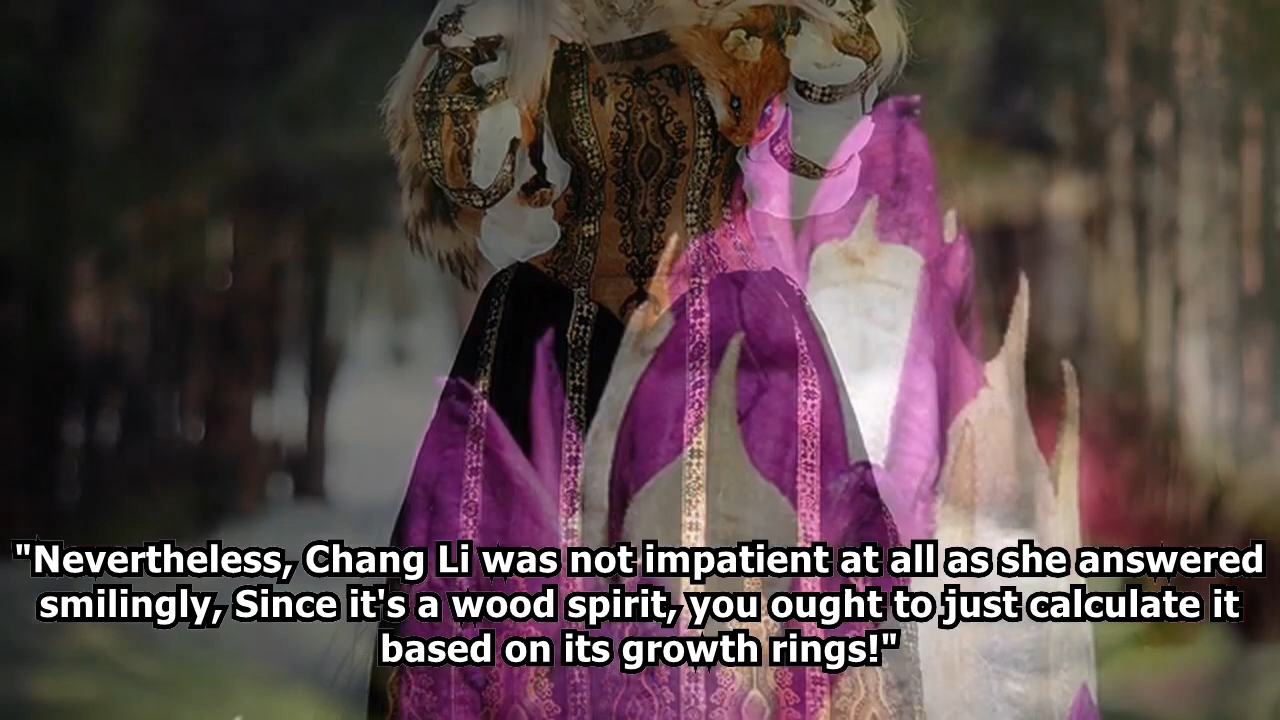 "Nevertheless, Chang Li was not impatient at all as she answered
smilingly, Since it's a wood spirit, you ought to just calculate it
based on its growth rings!"